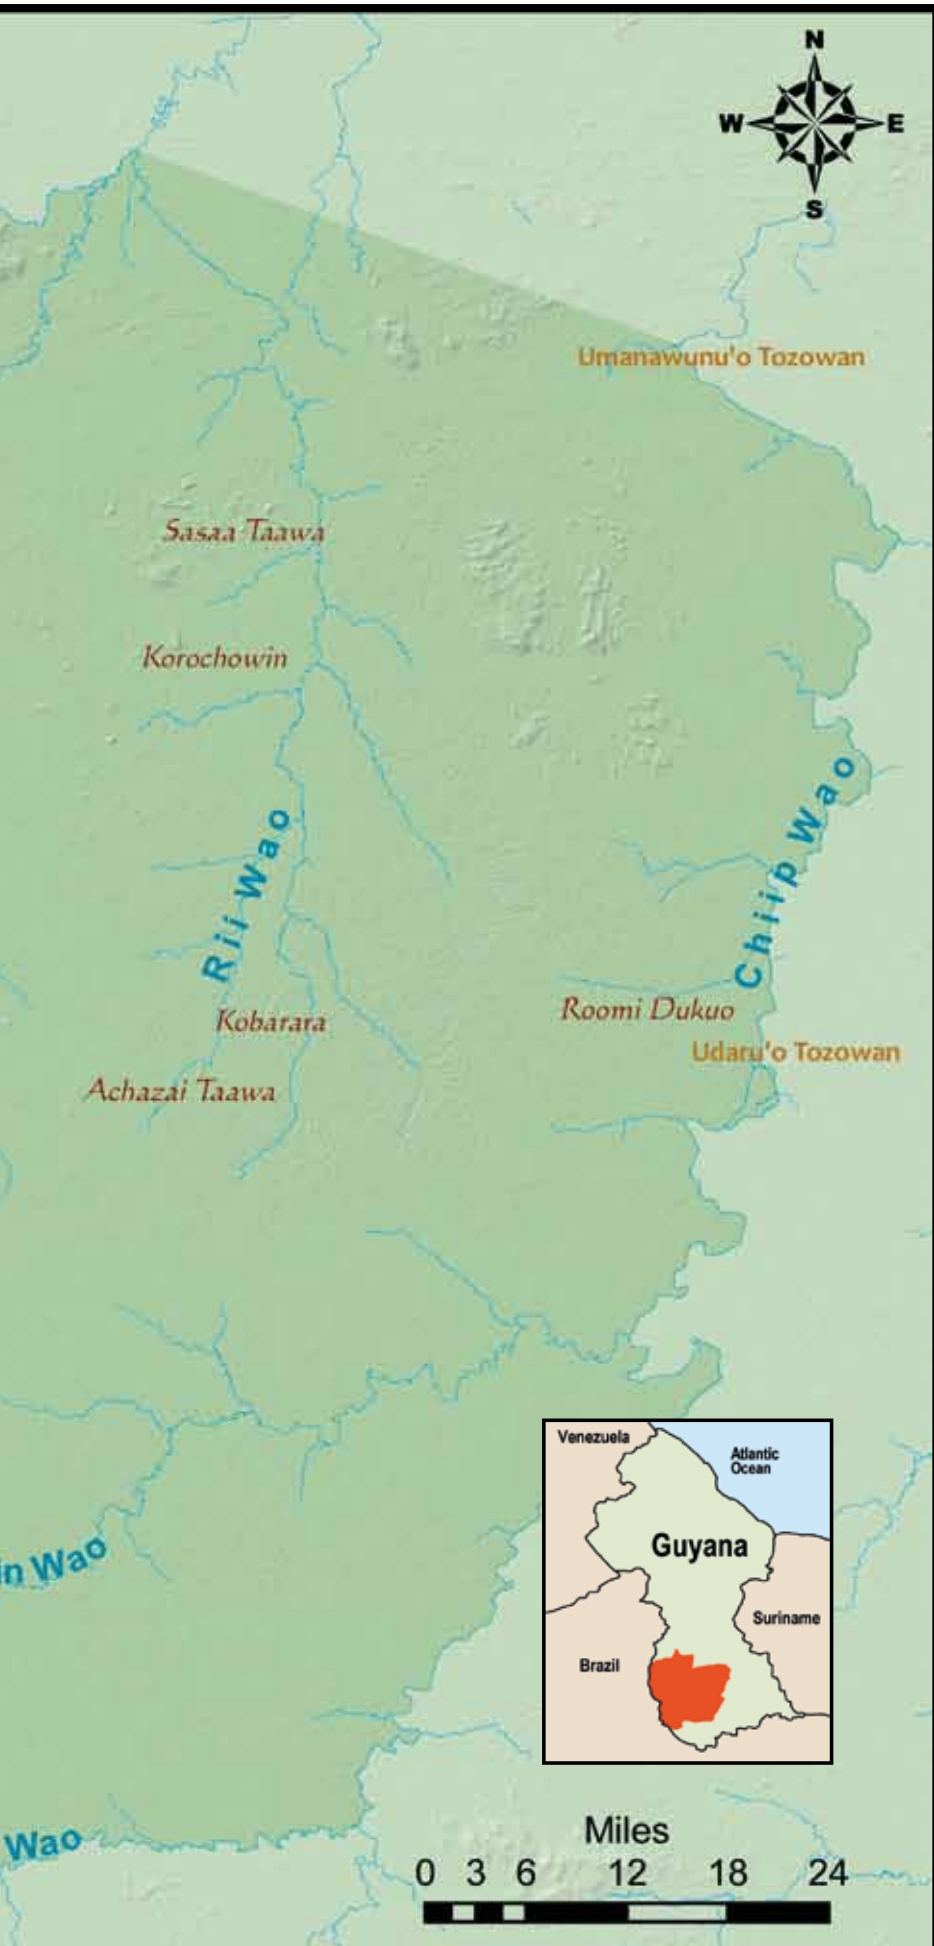 N
W E
S
Umanawunu'o Tozowan
Sasaa Taawa
Korochowin
Rii Wao
Chiip Wao
Roomi Dukuo
Kobarara
Udaru'o Tozowan
Achazai Taawa
Venezuela
Atlantic
Ocean
Guyana
Suriname
Brazil
n Wao
Wao
Miles
0 3 6 12 18 24